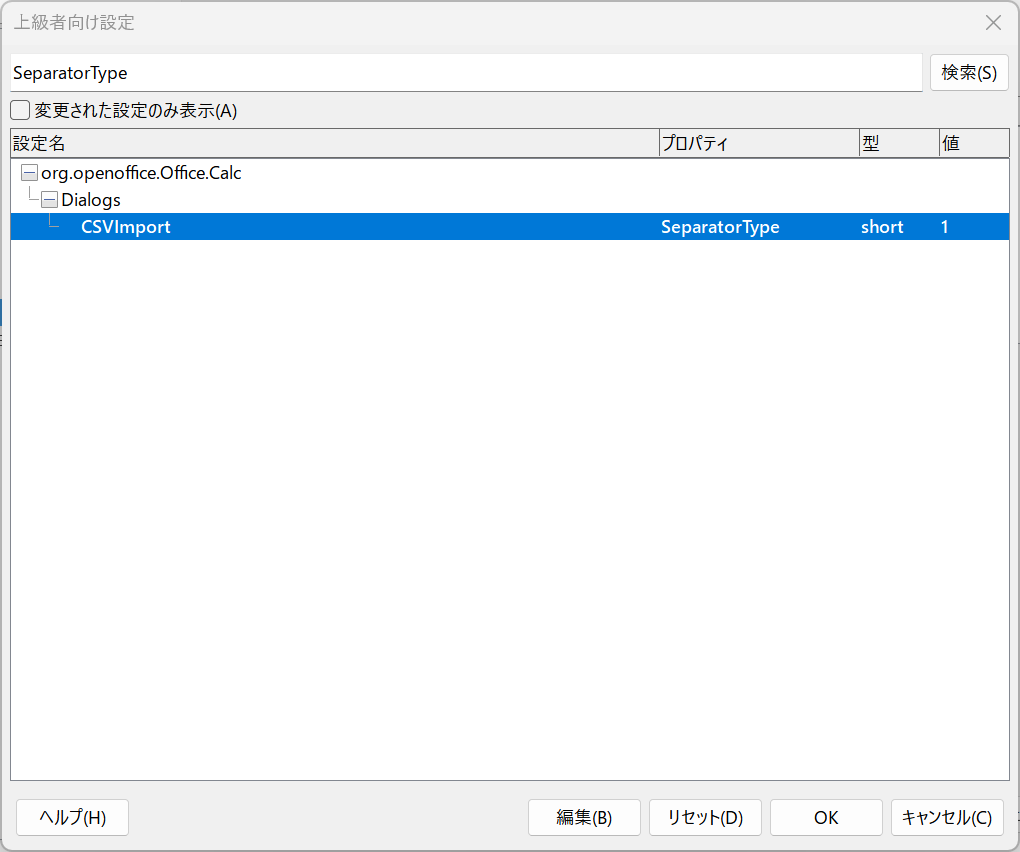 上級者向け設定
SeparatorType 検索(S)
変更された設定のみ表示(A)
設定名 プロパティ 型 値
org.openoffice.Office.Calc
Dialogs
CSVImport SeparatorType short 1
ヘルプ(H) 編集(B) リセット(D) OK キャンセル(C)